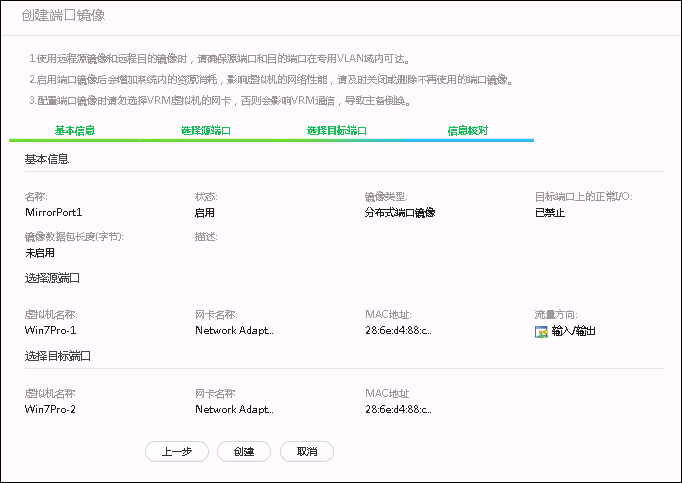 创建端口镜像
1.使用远程源镜像和远程目的镜像时，请确保源端口和目的端口在专用VLAN域内可达。
2.启用端口镜像后会增加系统内的资源消耗，影响虚拟机的网络性能，请及时关闭或删除不再使用的端口镜像。
3.配置端口镜像时请勿选择VRM虚拟机的网卡，否则会影响VRM通信，导致主备倒换。
基本信息 选择源端口 选择目标端口 信息核对
基本信息
名称: 状态: 镜像类型: 目标端口上的正常I/O:
MirrorPort1 启用 分布式端口镜像 已禁止
镜像数据包长度(字节): 描述:
未启用
选择源端口
虚拟机名称: 网卡名称: MAC地址: 流量方向:
Win7Pro-1 Network Adapt... 28:6e:d4:88:c... 输入/输出
选择目标端口
虚拟机名称 网卡名称 MAC地址
Win7Pro-2 Network Adapt... 28:6e:d4:88:c...
上一步 创建 取消